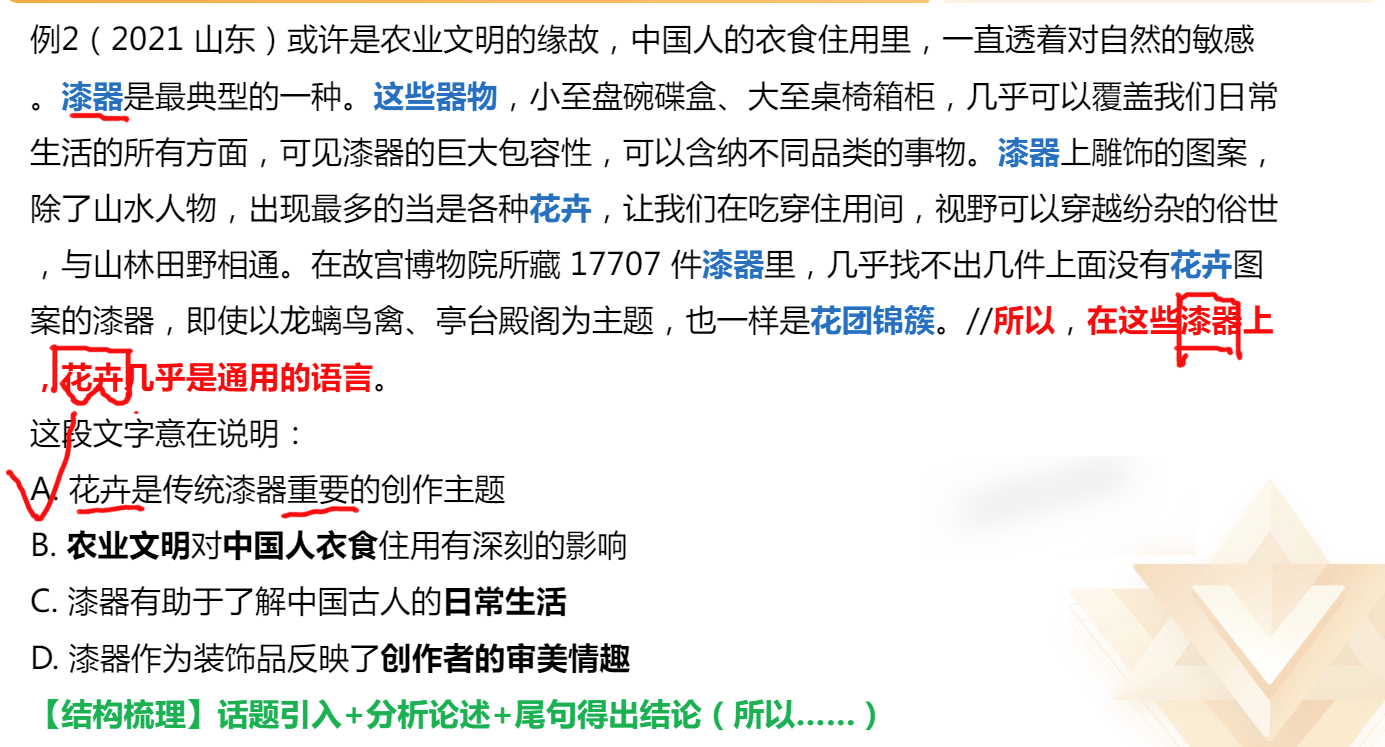 例2（2021 山东）或许是农业文明的缘故，中国人的衣食住用里，一直透着对自然的敏感
。漆器是最典型的一种。这些器物，小至盘碗碟盒、大至桌椅箱柜，几乎可以覆盖我们日常
生活的所有方面，可见漆器的巨大包容性，可以含纳不同品类的事物。漆器上雕饰的图案，
除了山水人物，出现最多的当是各种花卉，让我们在吃穿住用间，视野可以穿越纷杂的俗世
，与山林田野相通。在故宫博物院所藏 17707 件漆器里，几乎找不出几件上面没有花卉图
案的漆器，即使以龙螭鸟禽、亭台殿阁为主题，也一样是花团锦簇。//所以，在这些漆器上
，花卉几乎是通用的语言。
这段文字意在说明：
A. 花卉是传统漆器重要的创作主题
B. 农业文明对中国人衣食住用有深刻的影响
C. 漆器有助于了解中国古人的日常生活
D. 漆器作为装饰品反映了创作者的审美情趣
【结构梳理】话题引入+分析论述+尾句得出结论（所以……）